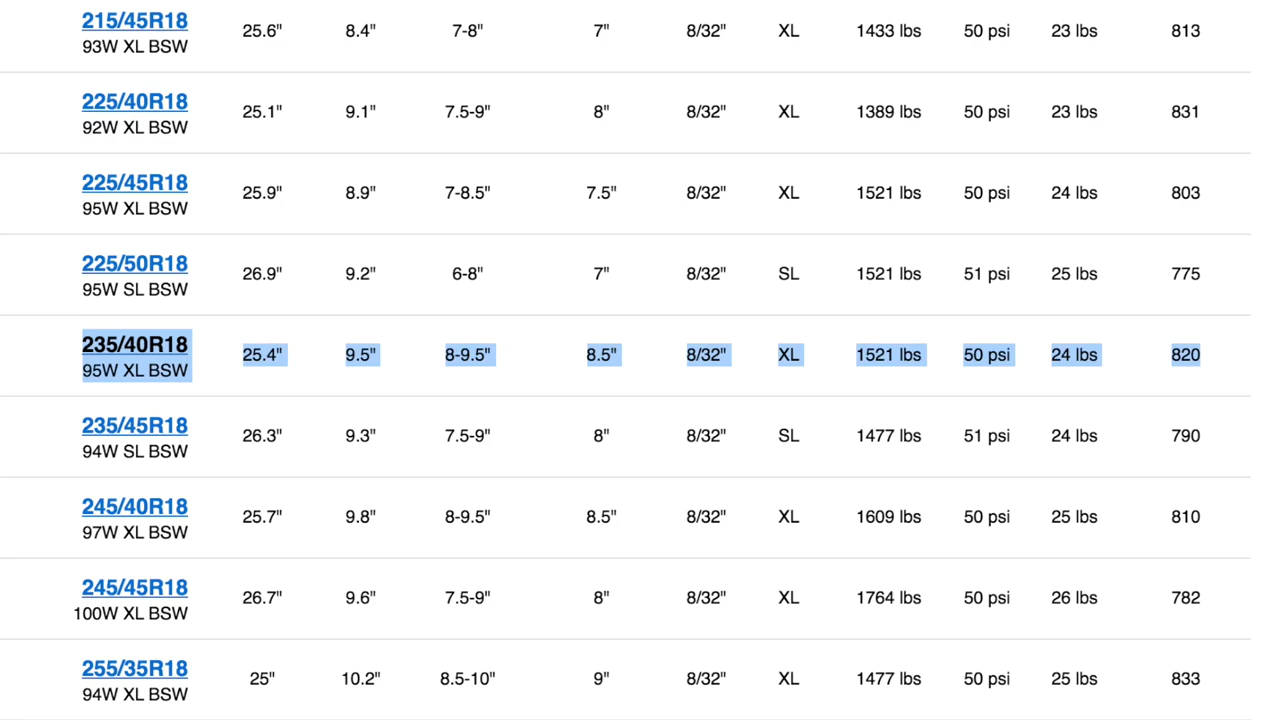 215/45R18
93W XL BSW 25.6" 8.4" 7-8" 7" 8/32" XL 1433 lbs 50 psi 23 lbs 813
225/40R18
92W XL BSW 25.1" 9.1" 7.5-9" 8" 8/32" XL 1389 lbs 50 psi 23 lbs 831
225/45R18
95W XL BSW 25.9" 8.9" 7-8.5" 7.5" 8/32" XL 1521 lbs 50 psi 24 lbs 803
225/50R18
95W SL BSW 26.9" 9.2" 6-8" 7" 8/32" SL 1521 lbs 51 psi 25 lbs 775
235/40R18
95W XL BSW 25.4" 9.5" 8-9.5" 8.5" 8/32" XL 1521 lbs 50 psi 24 lbs 820
235/45R18
94W SL BSW 26.3" 9.3" 7.5-9" 8" 8/32" SL 1477 lbs 51 psi 24 lbs 790
245/40R18
97W XL BSW 25.7" 9.8" 8-9.5" 8.5" 8/32" XL 1609 lbs 50 psi 25 lbs 810
245/45R18
100W XL BSW 26.7" 9.6" 7.5-9" 8" 8/32" XL 1764 lbs 50 psi 26 lbs 782
255/35R18
94W XL BSW 25" 10.2" 8.5-10" 9" 8/32" XL 1477 lbs 50 psi 25 lbs 833